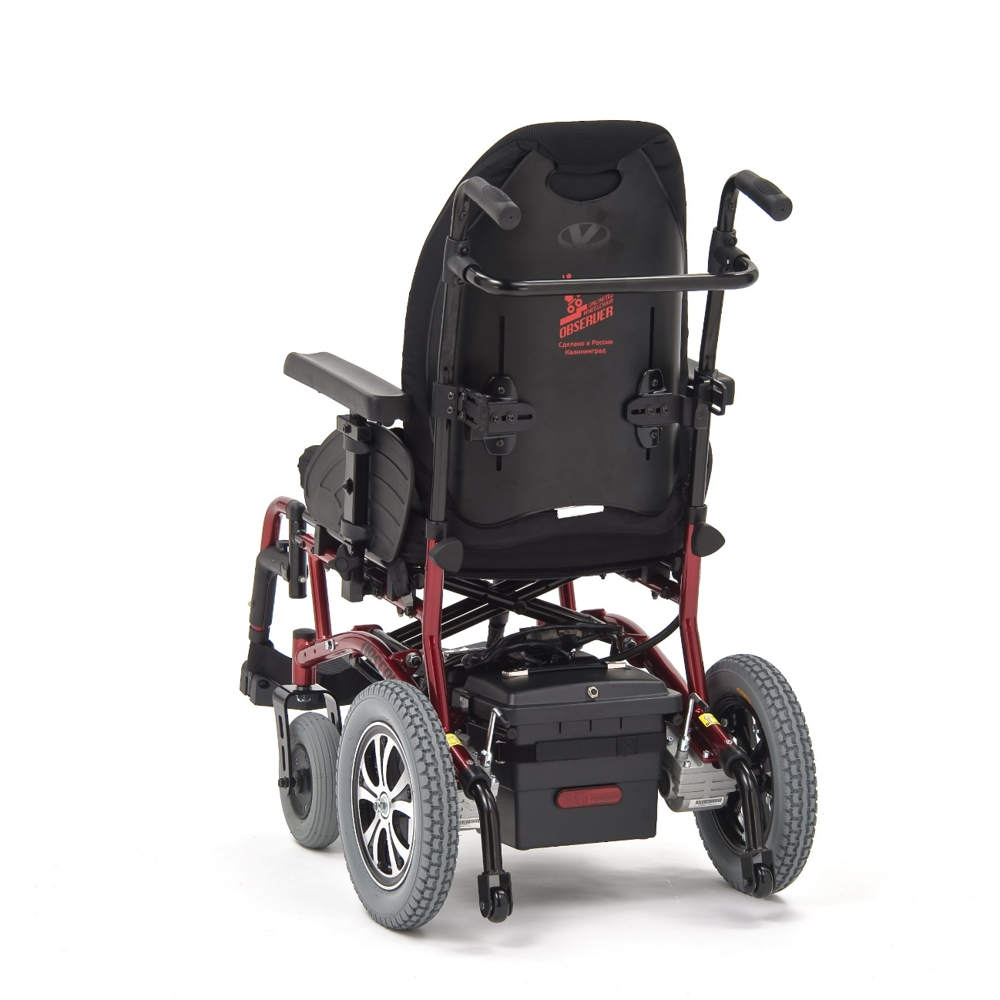 UNLIMITED
WHEELCHAIR
OBSERVER
Сделано в России
Калининград